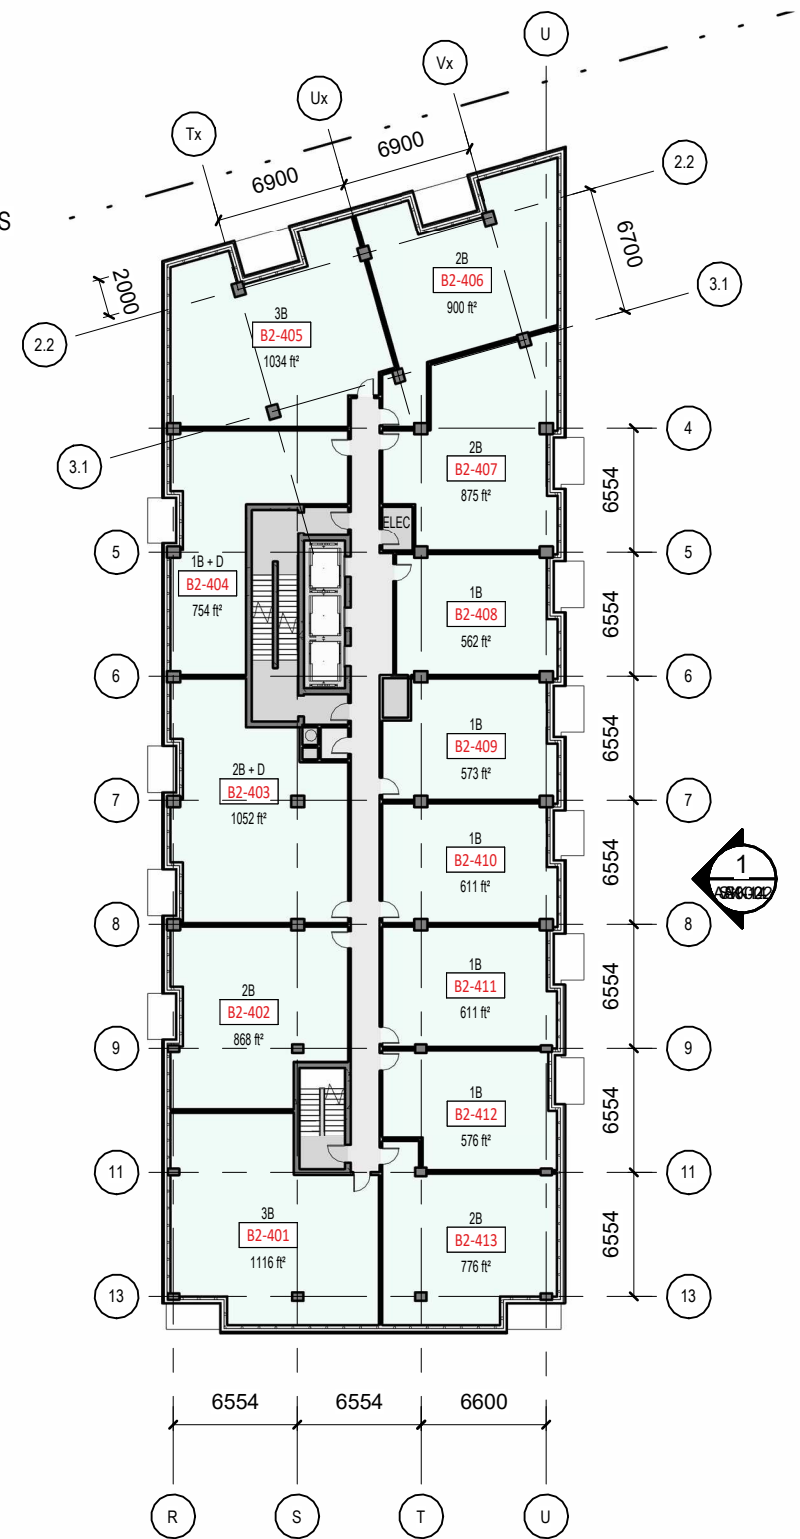 U
Vx
Ux
Tx
6900
6900
2.2
S
6700
2000
3.1
2.2
2B
B2-406
900 ft²
3B
B2-405
1034 ft²
3.1
4
2B
B2-407
875 ft²
6554
ELEC
5
5
1B + D
B2-404
754 ft²
1B
B2-408
562 ft²
6554
6
6
1B
B2-409
573 ft²
6554
2B + D
B2-403
1052 ft²
7
7
1B
B2-410
611 ft²
6554
1
8
8
1B
B2-411
611 ft²
6554
2B
B2-402
868 ft²
9
9
1B
B2-412
576 ft²
6554
11
11
3B
B2-401
1116 ft²
2B
B2-413
776 ft²
6554
13
13
6554
6554
6600
R
S
T
U